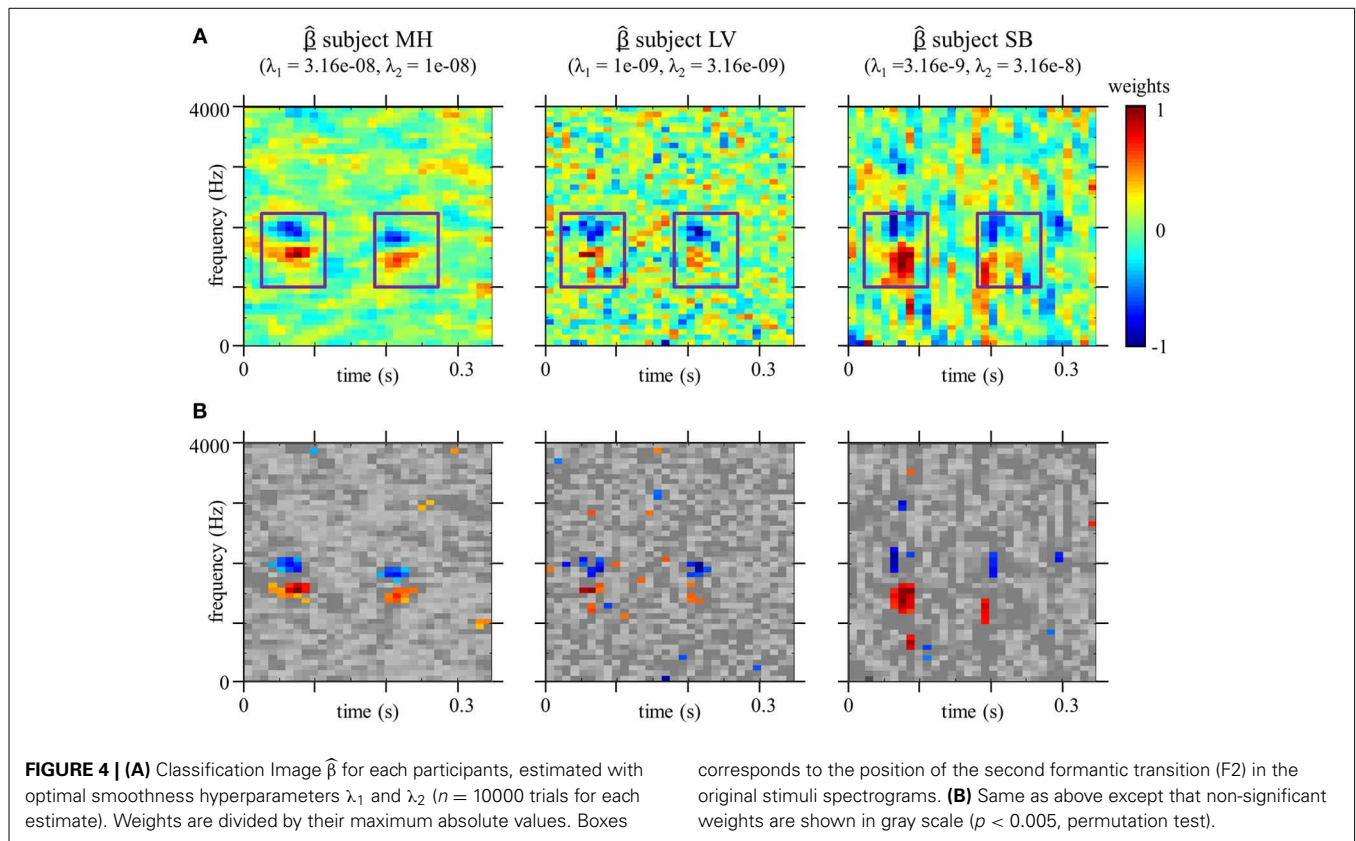 A
β̂ subject MH
(λ₁ = 3.16e-08, λ₂ = 1e-08)
β̂ subject LV
(λ₁ = 1e-09, λ₂ = 3.16e-09)
β̂ subject SB
(λ₁ =3.16e-9, λ₂ = 3.16e-8)
weights
1
0
-1
4000
frequency (Hz)
0
0 0.3
time (s)
0 0.3
time (s)
0 0.3
time (s)
B
4000
frequency (Hz)
0
0 0.3
time (s)
0 0.3
time (s)
0 0.3
time (s)
FIGURE 4 | (A) Classification Image β̂ for each participants, estimated with
optimal smoothness hyperparameters λ₁ and λ₂ (n = 10000 trials for each
estimate). Weights are divided by their maximum absolute values. Boxes
corresponds to the position of the second formantic transition (F2) in the
original stimuli spectrograms. (B) Same as above except that non-significant
weights are shown in gray scale (p < 0.005, permutation test).